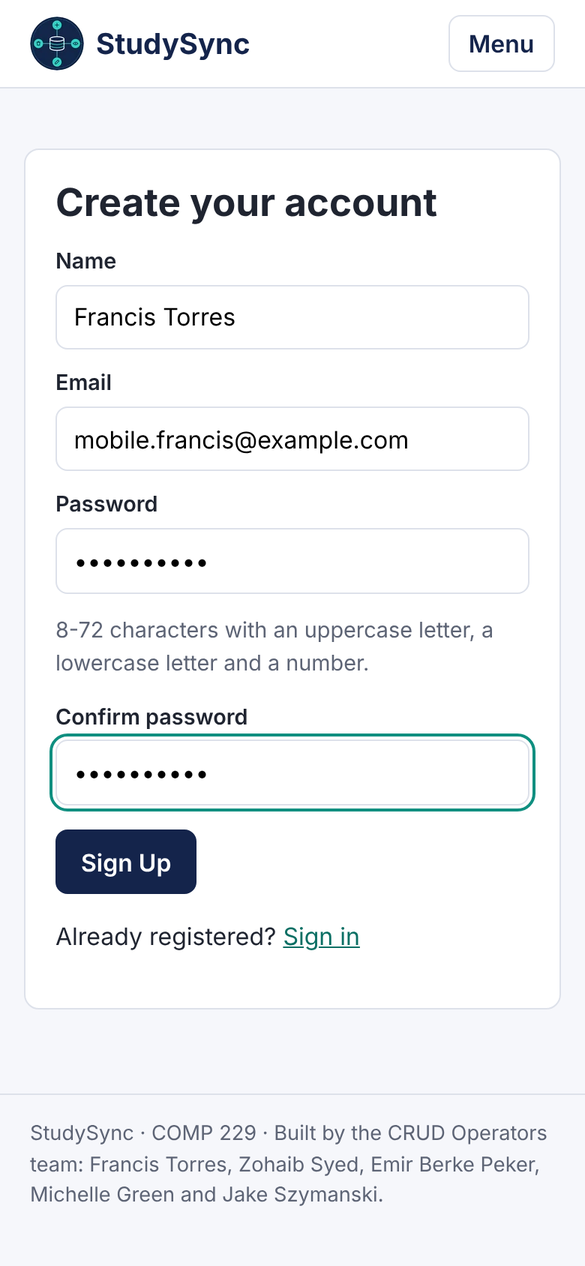 StudySync
Menu
Create your account
Name
Francis Torres
Email
mobile.francis@example.com
Password
••••••••••
8-72 characters with an uppercase letter, a
lowercase letter and a number.
Confirm password
••••••••••
Sign Up
Already registered? Sign in
StudySync · COMP 229 · Built by the CRUD Operators
team: Francis Torres, Zohaib Syed, Emir Berke Peker,
Michelle Green and Jake Szymanski.